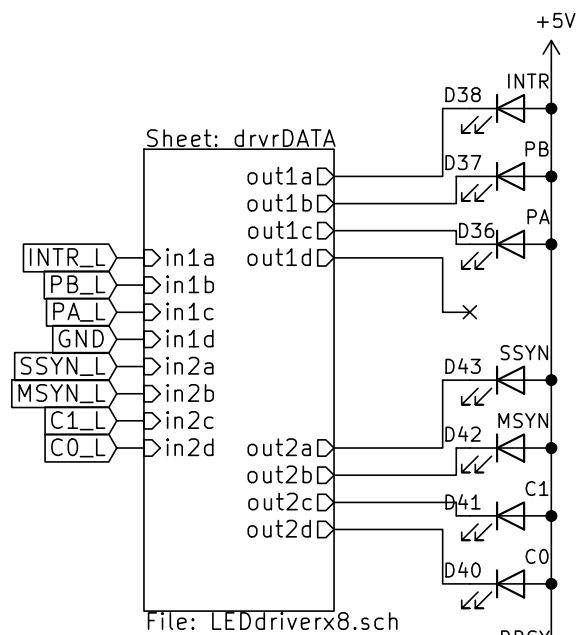 +5V
INTR
D38
Sheet: drvrDATA
PB
D37
out1a
out1b
PA
D36
out1c
out1d
INTR_L
in1a
PB_L
in1b
PA_L
in1c
GND
in1d
SSYN_L
in2a
MSYN_L
in2b
C1_L
in2c
C0_L
in2d
SSYN
D43
MSYN
D42
out2a
out2b
C1
D41
out2c
out2d
C0
D40
File: LEDdriverx8.sch